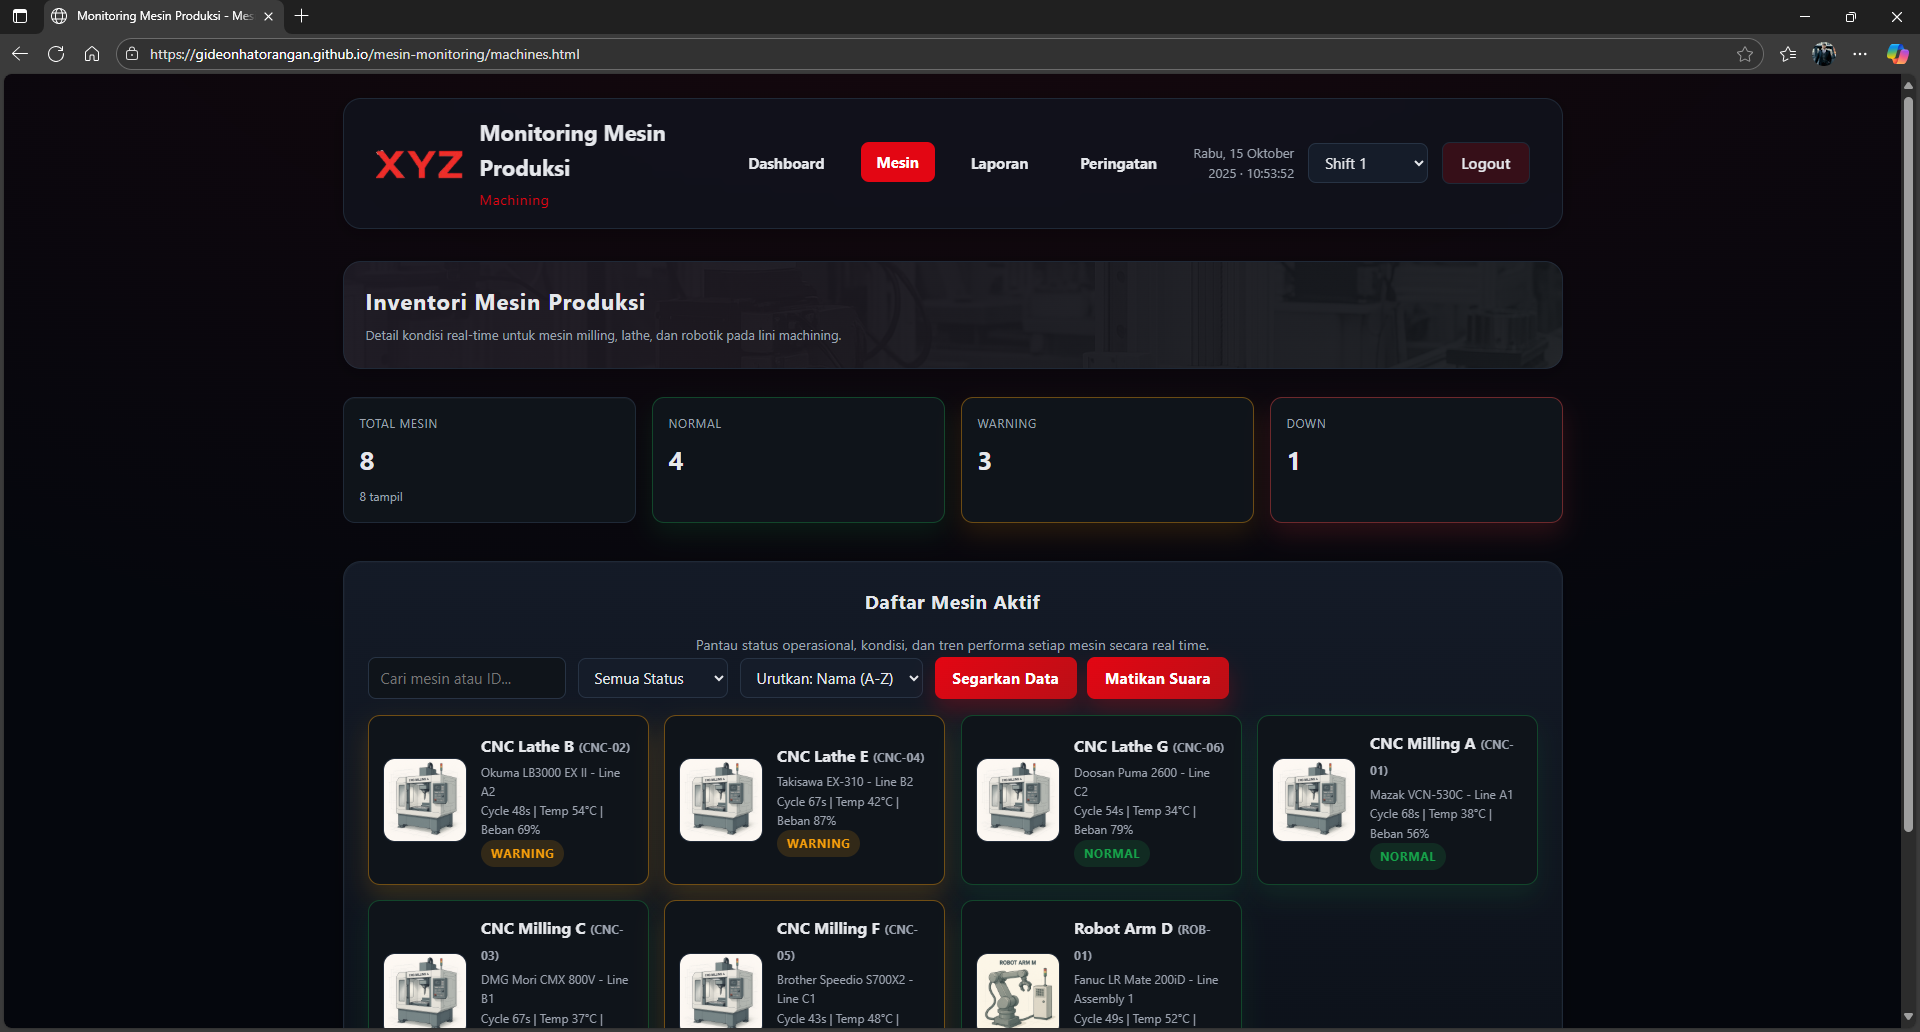 Monitoring Mesin Produksi - Mes
https://gideonhatorangan.github.io/mesin-monitoring/machines.html
XYZ
Monitoring Mesin
Produksi
Machining
Dashboard
Mesin
Laporan
Peringatan
Rabu, 15 Oktober
2025 · 10:53:52
Shift 1
Logout
Inventori Mesin Produksi
Detail kondisi real-time untuk mesin milling, lathe, dan robotik pada lini machining.
TOTAL MESIN
8
8 tampil
NORMAL
4
WARNING
3
DOWN
1
Daftar Mesin Aktif
Pantau status operasional, kondisi, dan tren performa setiap mesin secara real time.
Cari mesin atau ID...
Semua Status
Urutkan: Nama (A-Z)
Segarkan Data
Matikan Suara
CNC Lathe B (CNC-02)
Okuma LB3000 EX II - Line
A2
Cycle 48s | Temp 54°C |
Beban 69%
WARNING
CNC Lathe E (CNC-04)
Takisawa EX-310 - Line B2
Cycle 67s | Temp 42°C |
Beban 87%
WARNING
CNC Lathe G (CNC-06)
Doosan Puma 2600 - Line
C2
Cycle 54s | Temp 34°C |
Beban 79%
NORMAL
CNC Milling A (CNC-
01)
Mazak VCN-530C - Line A1
Cycle 68s | Temp 38°C |
Beban 56%
NORMAL
CNC Milling C (CNC-
03)
DMG Mori CMX 800V - Line
B1
Cycle 67s | Temp 37°C |
CNC Milling F (CNC-
05)
Brother Speedio S700X2 -
Line C1
Cycle 43s | Temp 48°C |
ROBOT ARM M
Robot Arm D (ROB-
01)
Fanuc LR Mate 200iD - Line
Assembly 1
Cycle 49s | Temp 52°C |